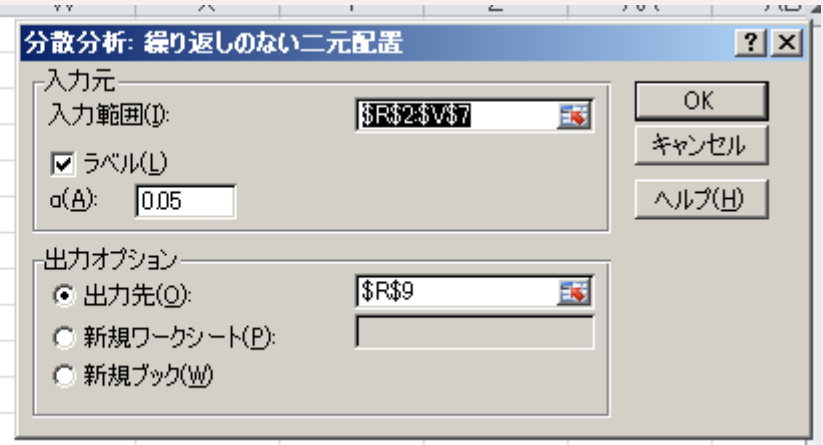 分散分析: 繰り返しのない二元配置
入力元
入力範囲(I): $R$2:$V$7
ラベル(L)
α(A): 0.05
OK
キャンセル
ヘルプ(H)
出力オプション
出力先(O): $R$9
新規ワークシート(P):
新規ブック(W)